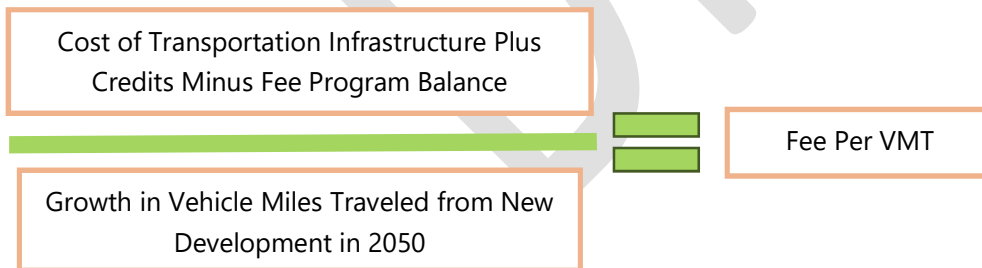 Cost of Transportation Infrastructure Plus
Credits Minus Fee Program Balance
Fee Per VMT
Growth in Vehicle Miles Traveled from New
Development in 2050